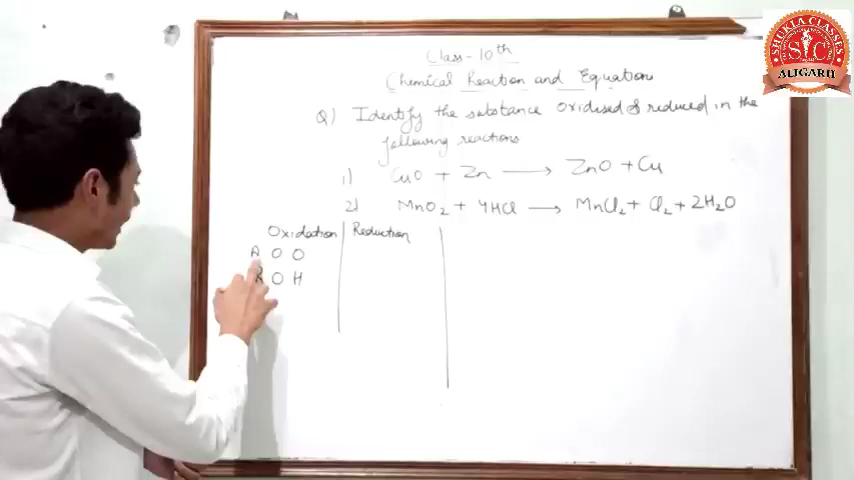 SHUKLA CLASSES
SC
ALIGARH
Class-10th
Chemical Reaction and Equation
Q) Identify the substance oxidised & reduced in the
following reactions
1) CuO + Zn → ZnO + Cu
2) MnO₂ + 4HCl → MnCl₂ + Cl₂ + 2H₂O
Oxidation | Reduction
A O O
R O H